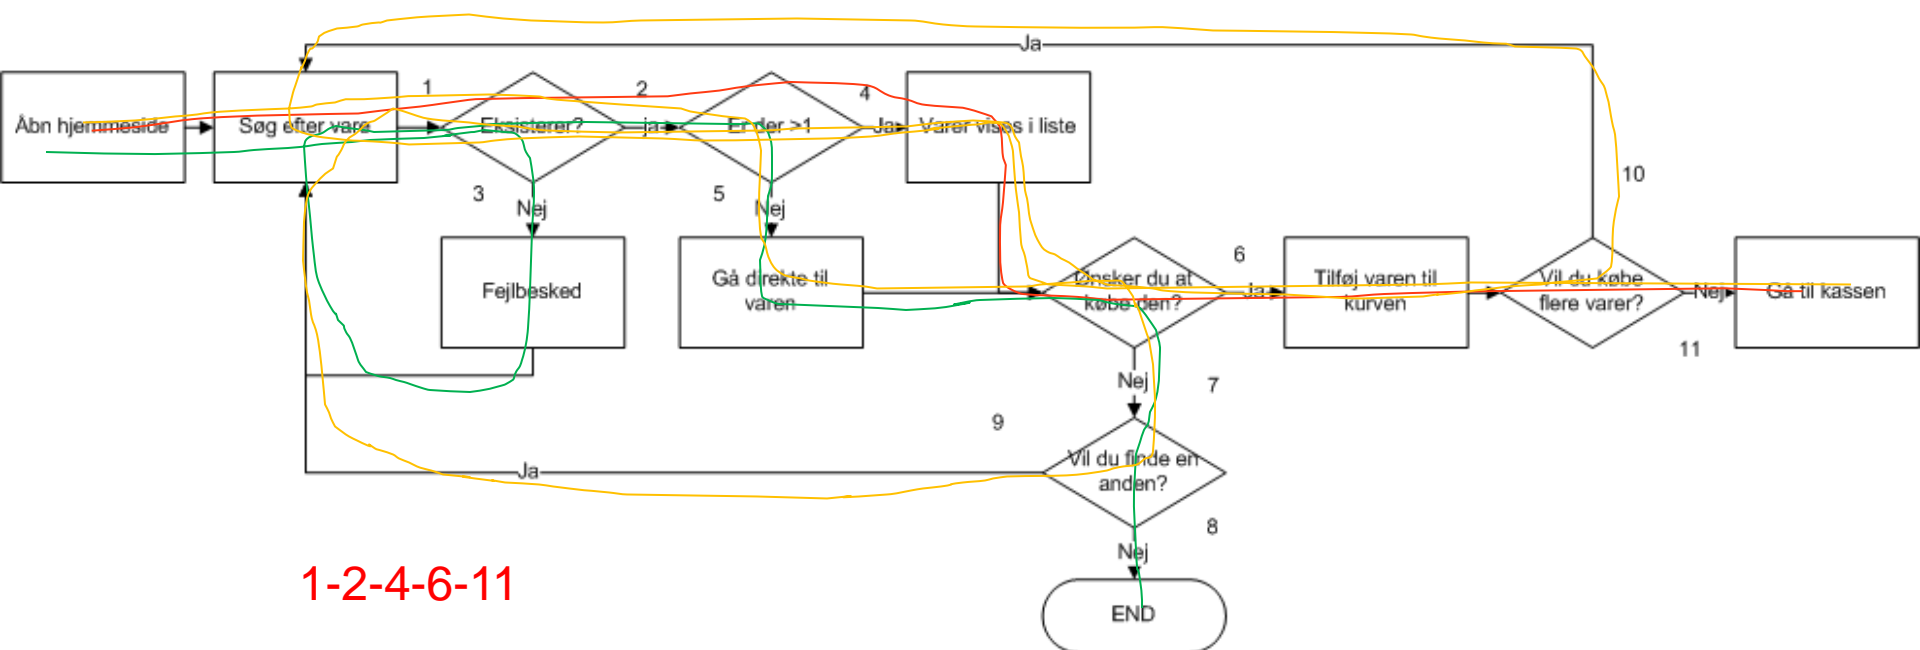 Ja
1
2
4
Åbn hjemmeside
Søg efter vare
Eksisterer?
ja
Er der >1
Ja
Varer vises i liste
3
Nej
5
Nej
10
6
Fejlbesked
Gå direkte til
varen
Ønsker du at
købe den?
Ja
Tilføj varen til
kurven
Vil du købe
flere varer?
Nej
Gå til kassen
11
Nej
7
9
Ja
Vil du finde en
anden?
8
Nej
1-2-4-6-11
END